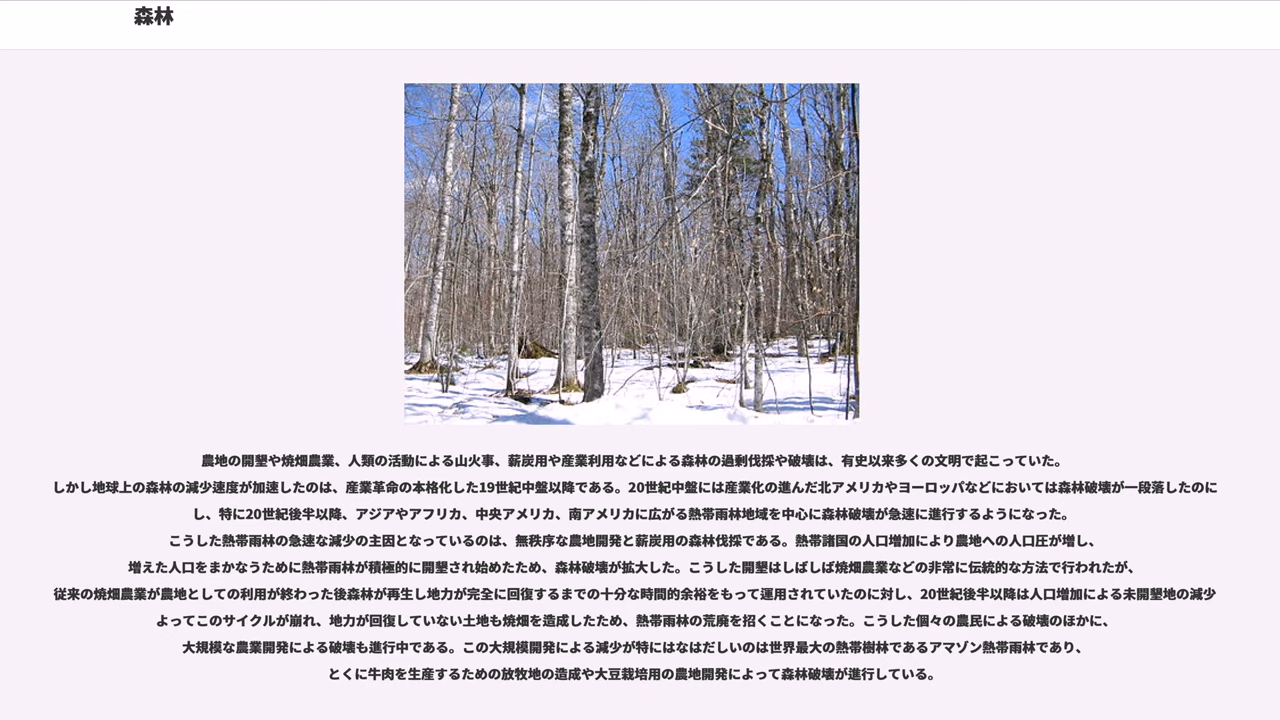 森林
農地の開墾や焼畑農業、人類の活動による山火事、薪炭用や産業利用などによる森林の過剰伐採や破壊は、有史以来多くの文明で起こっていた。
しかし地球上の森林の減少速度が加速したのは、産業革命の本格化した19世紀中盤以降である。20世紀中盤には産業化の進んだ北アメリカやヨーロッパなどにおいては森林破壊が一段落したのに
し、特に20世紀後半以降、アジアやアフリカ、中央アメリカ、南アメリカに広がる熱帯雨林地域を中心に森林破壊が急速に進行するようになった。
こうした熱帯雨林の急速な減少の主因となっているのは、無秩序な農地開発と薪炭用の森林伐採である。熱帯諸国の人口増加により農地への人口圧が増し、
増えた人口をまかなうために熱帯雨林が積極的に開墾され始めたため、森林破壊が拡大した。こうした開墾はしばしば焼畑農業などの非常に伝統的な方法で行われたが、
従来の焼畑農業が農地としての利用が終わった後森林が再生し地力が完全に回復するまでの十分な時間的余裕をもって運用されていたのに対し、20世紀後半以降は人口増加による未開墾地の減少
よってこのサイクルが崩れ、地力が回復していない土地も焼畑を造成したため、熱帯雨林の荒廃を招くことになった。こうした個々の農民による破壊のほかに、
大規模な農業開発による破壊も進行中である。この大規模開発による減少が特にはなはだしいのは世界最大の熱帯樹林であるアマゾン熱帯雨林であり、
とくに牛肉を生産するための放牧地の造成や大豆栽培用の農地開発によって森林破壊が進行している。